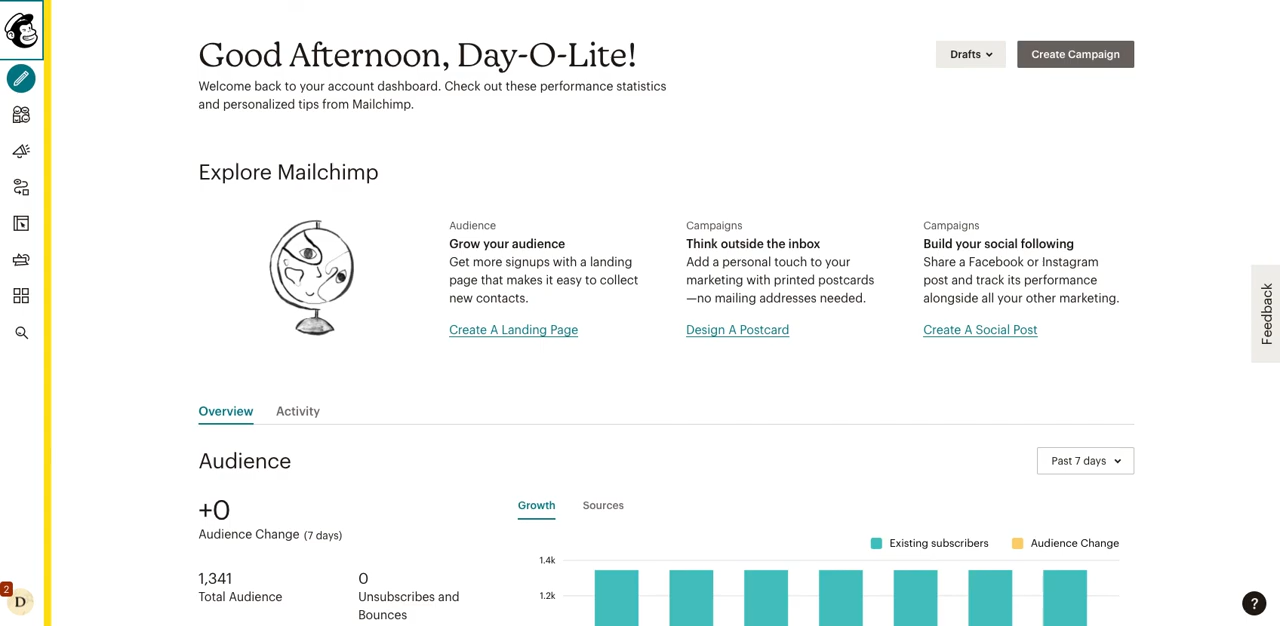 Good Afternoon, Day-O-Lite!
Drafts
Create Campaign
Welcome back to your account dashboard. Check out these performance statistics
and personalized tips from Mailchimp.
Explore Mailchimp
Audience
Grow your audience
Get more signups with a landing
page that makes it easy to collect
new contacts.
Create A Landing Page
Campaigns
Think outside the inbox
Add a personal touch to your
marketing with printed postcards
—no mailing addresses needed.
Design A Postcard
Campaigns
Build your social following
Share a Facebook or Instagram
post and track its performance
alongside all your other marketing.
Create A Social Post
Feedback
Overview
Activity
Audience
Past 7 days
+0
Audience Change (7 days)
1,341
Total Audience
0
Unsubscribes and
Bounces
Growth
Sources
Existing subscribers
Audience Change
1.4k
1.2k
2
D
?